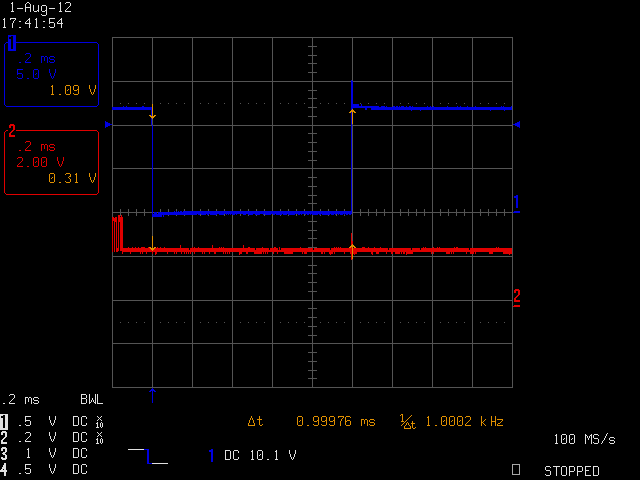 1-Aug-12
17:41:54
1
.2 ms
5.0 V
1.09 V
2
.2 ms
2.00 V
0.31 V
1
2
.2 ms BWL
1 .5 V DC X10
2 .2 V DC X10
3 1 V DC
4 .5 V DC
Δt 0.99976 ms 1/Δt 1.0002 kHz
1 DC 10.1 V
100 MS/s
STOPPED